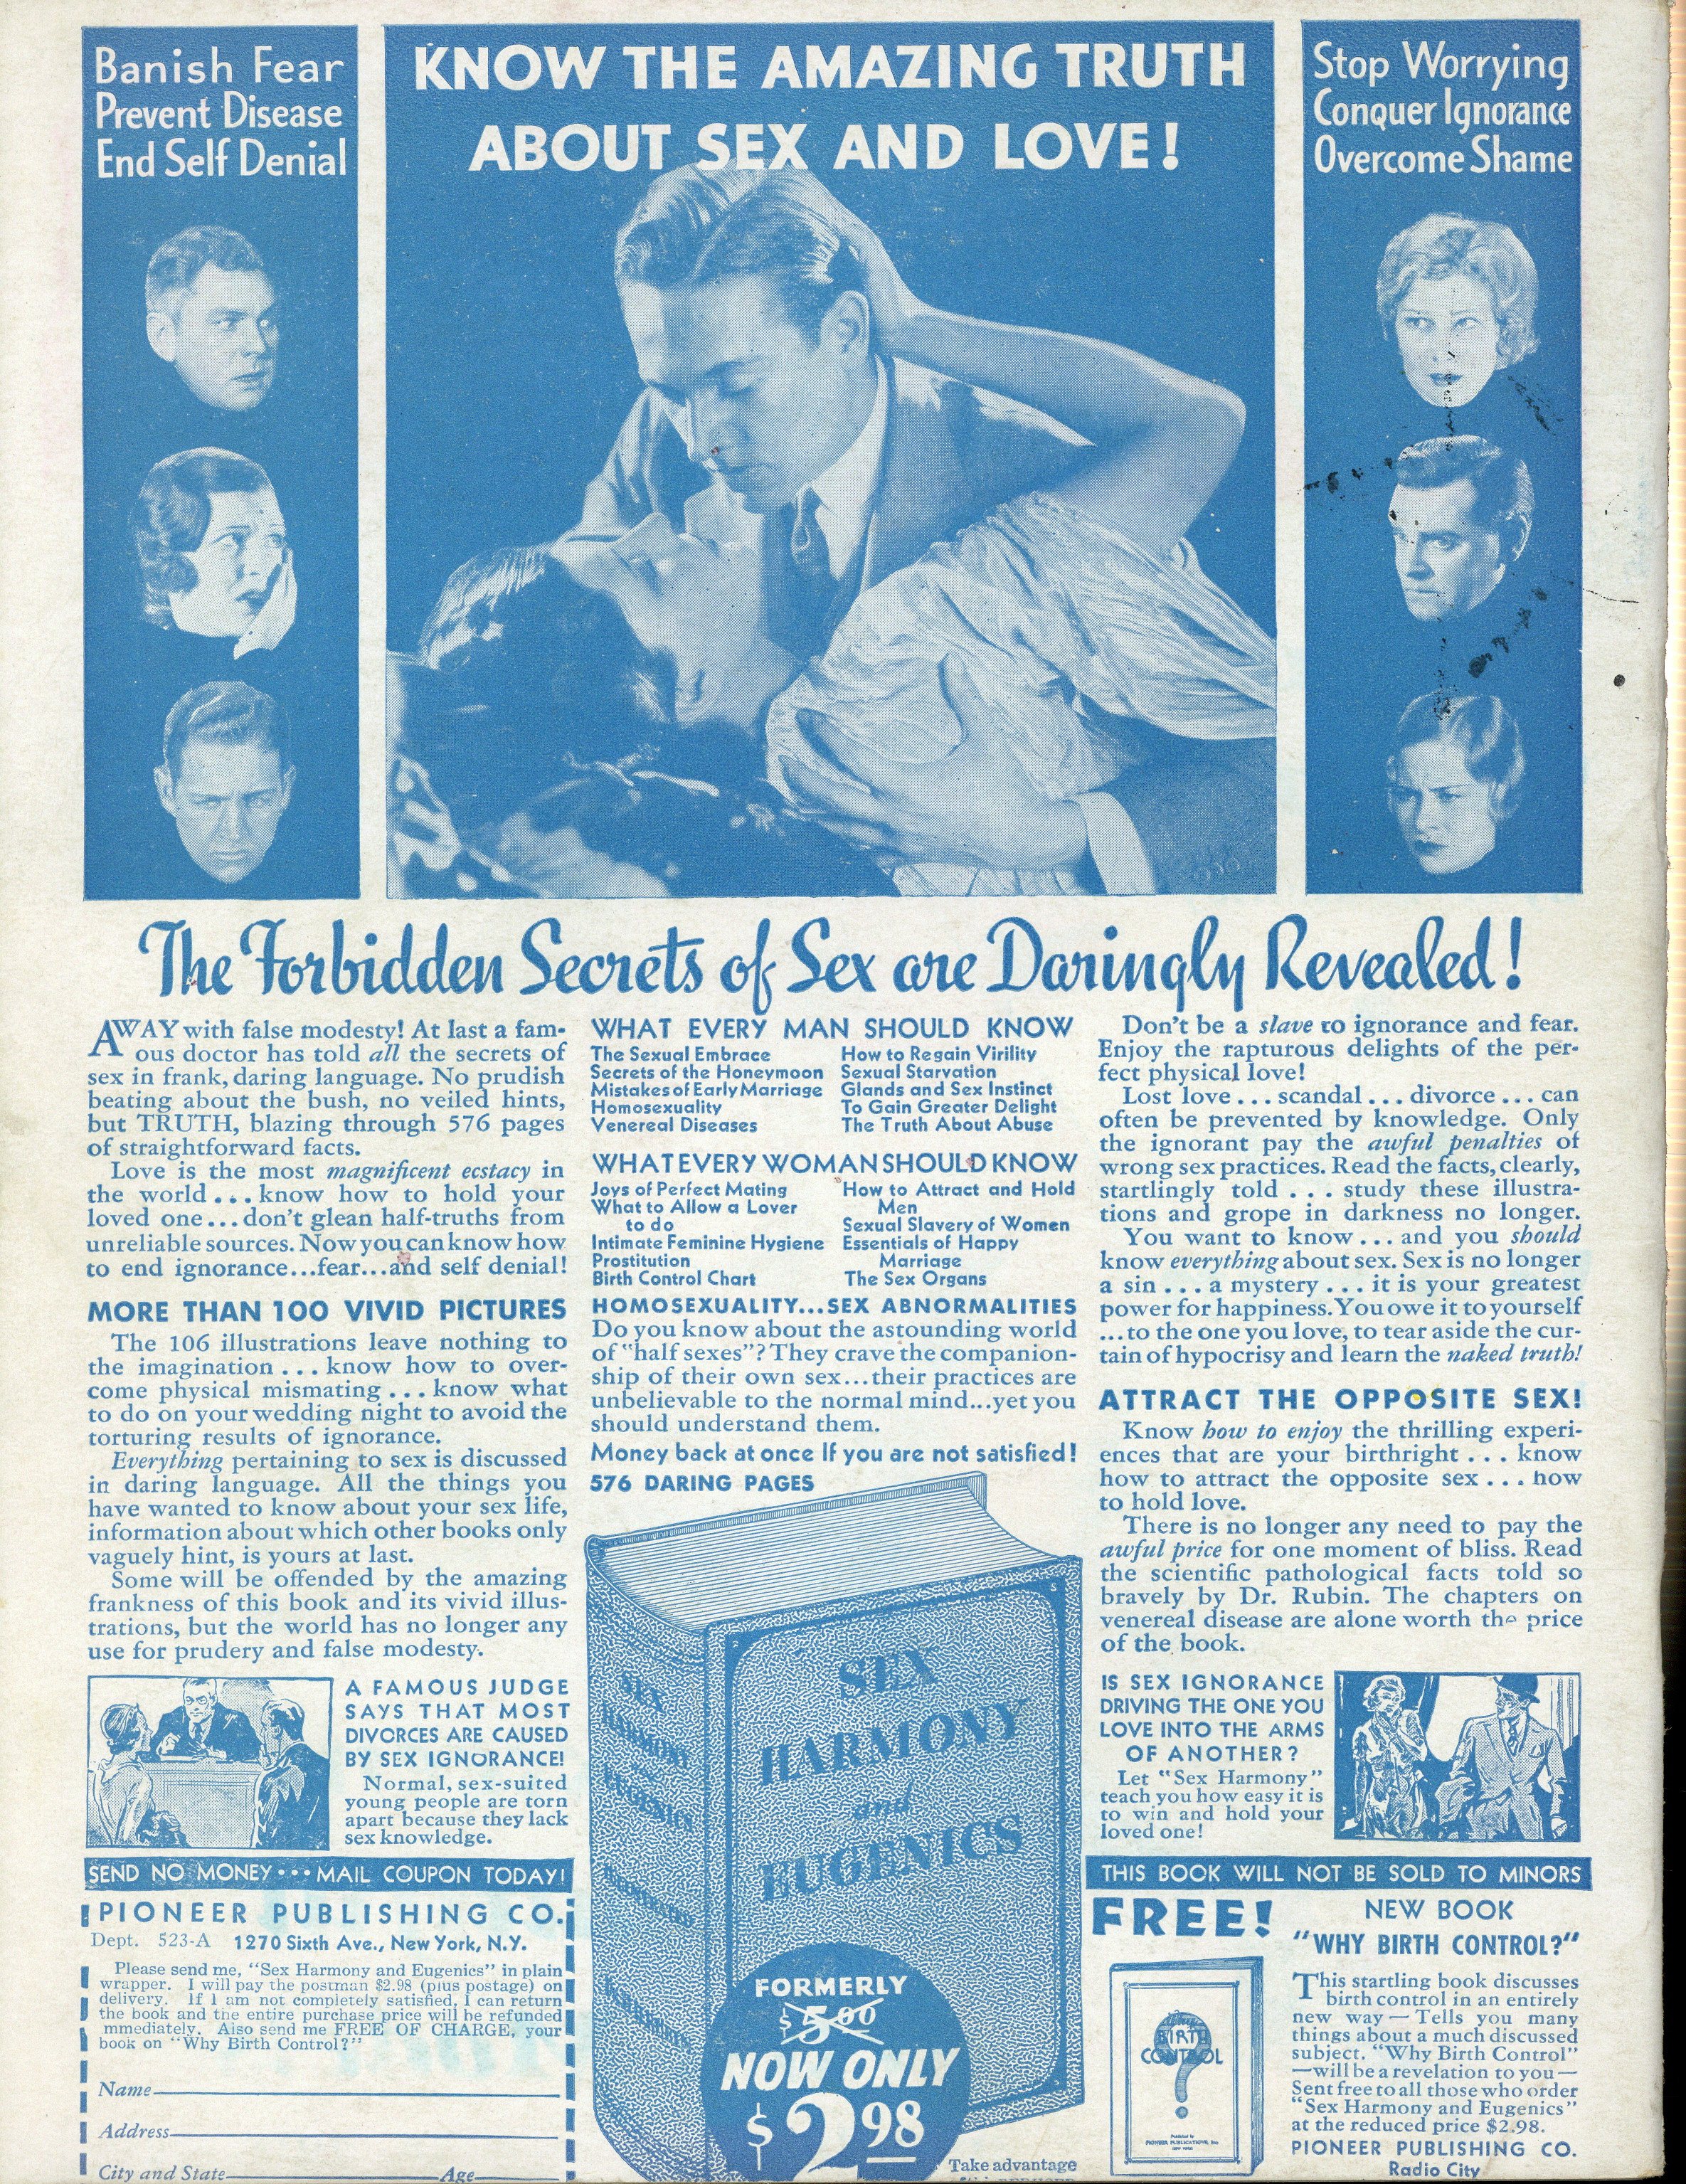 Banish Fear
Prevent Disease
End Self Denial
KNOW THE AMAZING TRUTH
ABOUT SEX AND LOVE!
Stop Worrying
Conquer Ignorance
Overcome Shame
The Forbidden Secrets of Sex are Daringly Revealed!
AWAY with false modesty! At last a fam-
ous doctor has told all the secrets of
sex in frank, daring language. No prudish
beating about the bush, no veiled hints,
but TRUTH, blazing through 576 pages
of straightforward facts.
Love is the most magnificent ecstacy in
the world... know how to hold your
loved one... don't glean half-truths from
unreliable sources. Now you can know how
to end ignorance...fear...and self denial!
MORE THAN 100 VIVID PICTURES
The 106 illustrations leave nothing to
the imagination ... know how to over-
come physical mismating ... know what
to do on your wedding night to avoid the
torturing results of ignorance.
Everything pertaining to sex is discussed
in daring language. All the things you
have wanted to know about your sex life,
information about which other books only
vaguely hint, is yours at last.
Some will be offended by the amazing
frankness of this book and its vivid illus-
trations, but the world has no longer any
use for prudery and false modesty.
A FAMOUS JUDGE
SAYS THAT MOST
DIVORCES ARE CAUSED
BY SEX IGNORANCE!
Normal, sex-suited
young people are torn
apart because they lack
sex knowledge.
SEND NO MONEY··· MAIL COUPON TODAY!
PIONEER PUBLISHING CO.
Dept. 523-A 1270 Sixth Ave., New York, N.Y.
Please send me, "Sex Harmony and Eugenics" in plain
wrapper. I will pay the postman $2.98 (plus postage) on
delivery. If I am not completely satisfied, I can return
the book and the entire purchase price will be refunded
mmediately. Also send me FREE OF CHARGE, your
book on "Why Birth Control?"
Name
Address
City and State Age
WHAT EVERY MAN SHOULD KNOW
The Sexual Embrace
Secrets of the Honeymoon
Mistakes of Early Marriage
Homosexuality
Venereal Diseases
How to Regain Virility
Sexual Starvation
Glands and Sex Instinct
To Gain Greater Delight
The Truth About Abuse
WHAT EVERY WOMAN SHOULD KNOW
Joys of Perfect Mating
What to Allow a Lover
to do
Intimate Feminine Hygiene
Prostitution
Birth Control Chart
How to Attract and Hold
Men
Sexual Slavery of Women
Essentials of Happy
Marriage
The Sex Organs
HOMOSEXUALITY...SEX ABNORMALITIES
Do you know about the astounding world
of "half sexes"? They crave the companion-
ship of their own sex...their practices are
unbelievable to the normal mind...yet you
should understand them.
Money back at once If you are not satisfied!
576 DARING PAGES
SEX
HARMONY
and
EUGENICS
SEX
HARMONY
and
EUGENICS
ILLUSTRATED
FORMERLY
$5.00
NOW ONLY
$2.98
Take advantage
Don't be a slave to ignorance and fear.
Enjoy the rapturous delights of the per-
fect physical love!
Lost love ... scandal ... divorce ... can
often be prevented by knowledge. Only
the ignorant pay the awful penalties of
wrong sex practices. Read the facts, clearly,
startlingly told ... study these illustra-
tions and grope in darkness no longer.
You want to know ... and you should
know everything about sex. Sex is no longer
a sin ... a mystery ... it is your greatest
power for happiness. You owe it to yourself
...to the one you love, to tear aside the cur-
tain of hypocrisy and learn the naked truth!
ATTRACT THE OPPOSITE SEX!
Know how to enjoy the thrilling experi-
ences that are your birthright ... know
how to attract the opposite sex ... how
to hold love.
There is no longer any need to pay the
awful price for one moment of bliss. Read
the scientific pathological facts told so
bravely by Dr. Rubin. The chapters on
venereal disease are alone worth the price
of the book.
IS SEX IGNORANCE
DRIVING THE ONE YOU
LOVE INTO THE ARMS
OF ANOTHER?
Let "Sex Harmony"
teach you how easy it is
to win and hold your
loved one!
THIS BOOK WILL NOT BE SOLD TO MINORS
FREE!
Why
BIRTH
CONTROL
?
Published by
PIONEER PUBLICATIONS, Inc.
NEW YORK
NEW BOOK
"WHY BIRTH CONTROL?"
This startling book discusses
birth control in an entirely
new way — Tells you many
things about a much discussed
subject. "Why Birth Control"
—will be a revelation to you—
Sent free to all those who order
"Sex Harmony and Eugenics"
at the reduced price $2.98.
PIONEER PUBLISHING CO.
Radio City